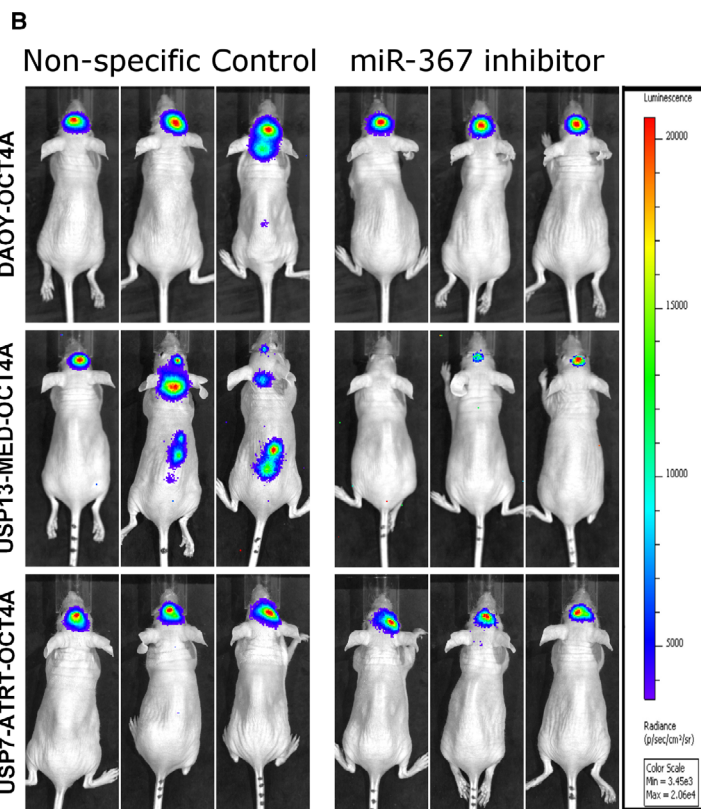 B
Non-specific Control
miR-367 inhibitor
DAOY-OCT4A
USP13-MED-OCT4A
USP7-ATRT-OCT4A
Luminescence
20000
15000
10000
5000
Radiance
(p/sec/cm²/sr)
Color Scale
Min = 3.45e3
Max = 2.06e4